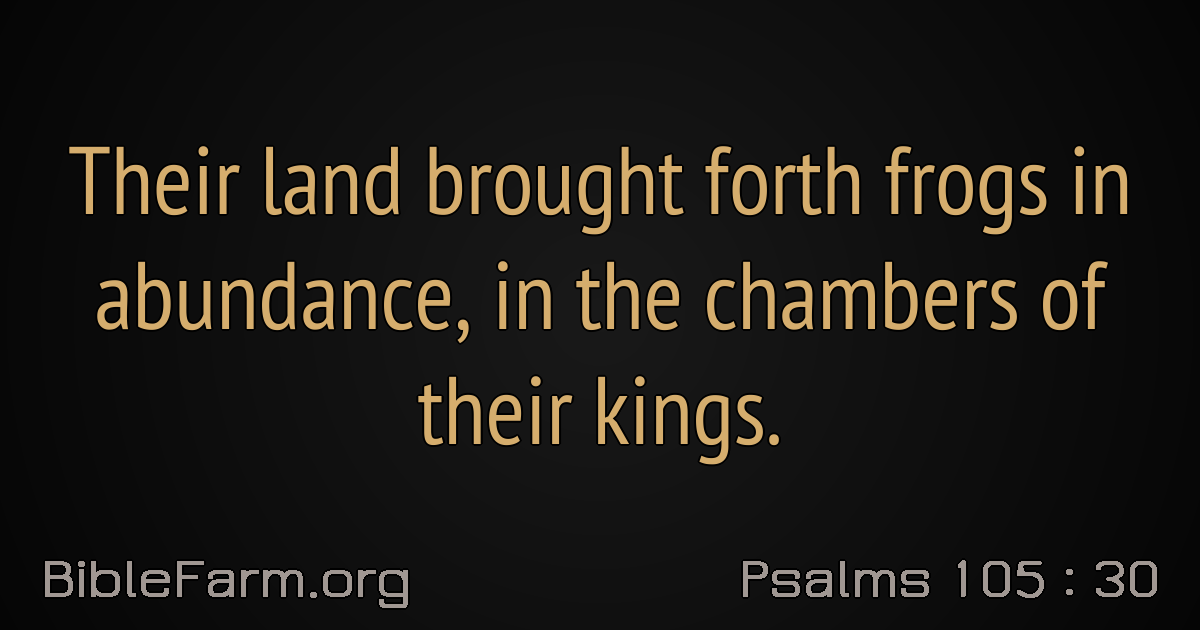 Their land brought forth frogs in
abundance, in the chambers of
their kings.
BibleFarm.org
Psalms 105 : 30